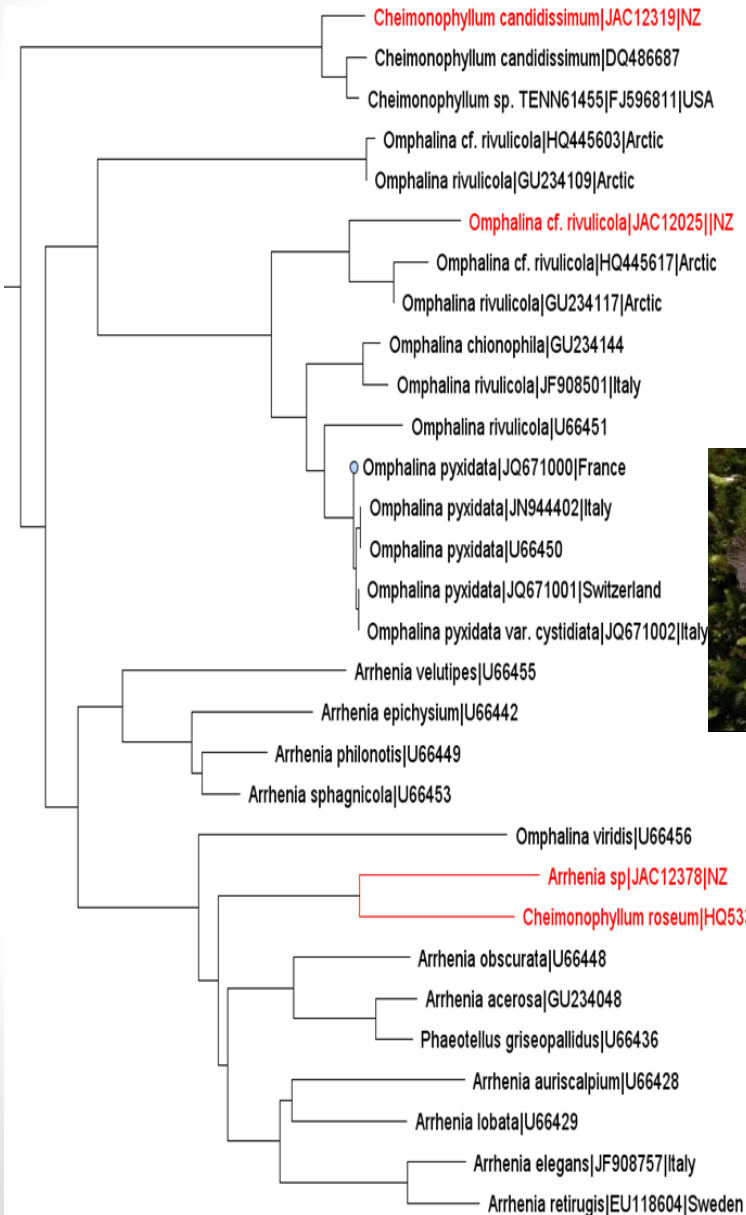 Cheimonophyllum candidissimum|JAC12319|NZ
Cheimonophyllum candidissimum|DQ486687
Cheimonophyllum sp. TENN61455|FJ596811|USA
Omphalina cf. rivulicola|HQ445603|Arctic
Omphalina rivulicola|GU234109|Arctic
Omphalina cf. rivulicola|JAC12025||NZ
Omphalina cf. rivulicola|HQ445617|Arctic
Omphalina rivulicola|GU234117|Arctic
Omphalina chionophila|GU234144
Omphalina rivulicola|JF908501|Italy
Omphalina rivulicola|U66451
Omphalina pyxidata|JQ671000|France
Omphalina pyxidata|JN944402|Italy
Omphalina pyxidata|U66450
Omphalina pyxidata|JQ671001|Switzerland
Omphalina pyxidata var. cystidiata|JQ671002|Italy
Arrhenia velutipes|U66455
Arrhenia epichysium|U66442
Arrhenia philonotis|U66449
Arrhenia sphagnicola|U66453
Omphalina viridis|U66456
Arrhenia sp|JAC12378|NZ
Cheimonophyllum roseum|HQ533
Arrhenia obscurata|U66448
Arrhenia acerosa|GU234048
Phaeotellus griseopallidus|U66436
Arrhenia auriscalpium|U66428
Arrhenia lobata|U66429
Arrhenia elegans|JF908757|Italy
Arrhenia retirugis|EU118604|Sweden